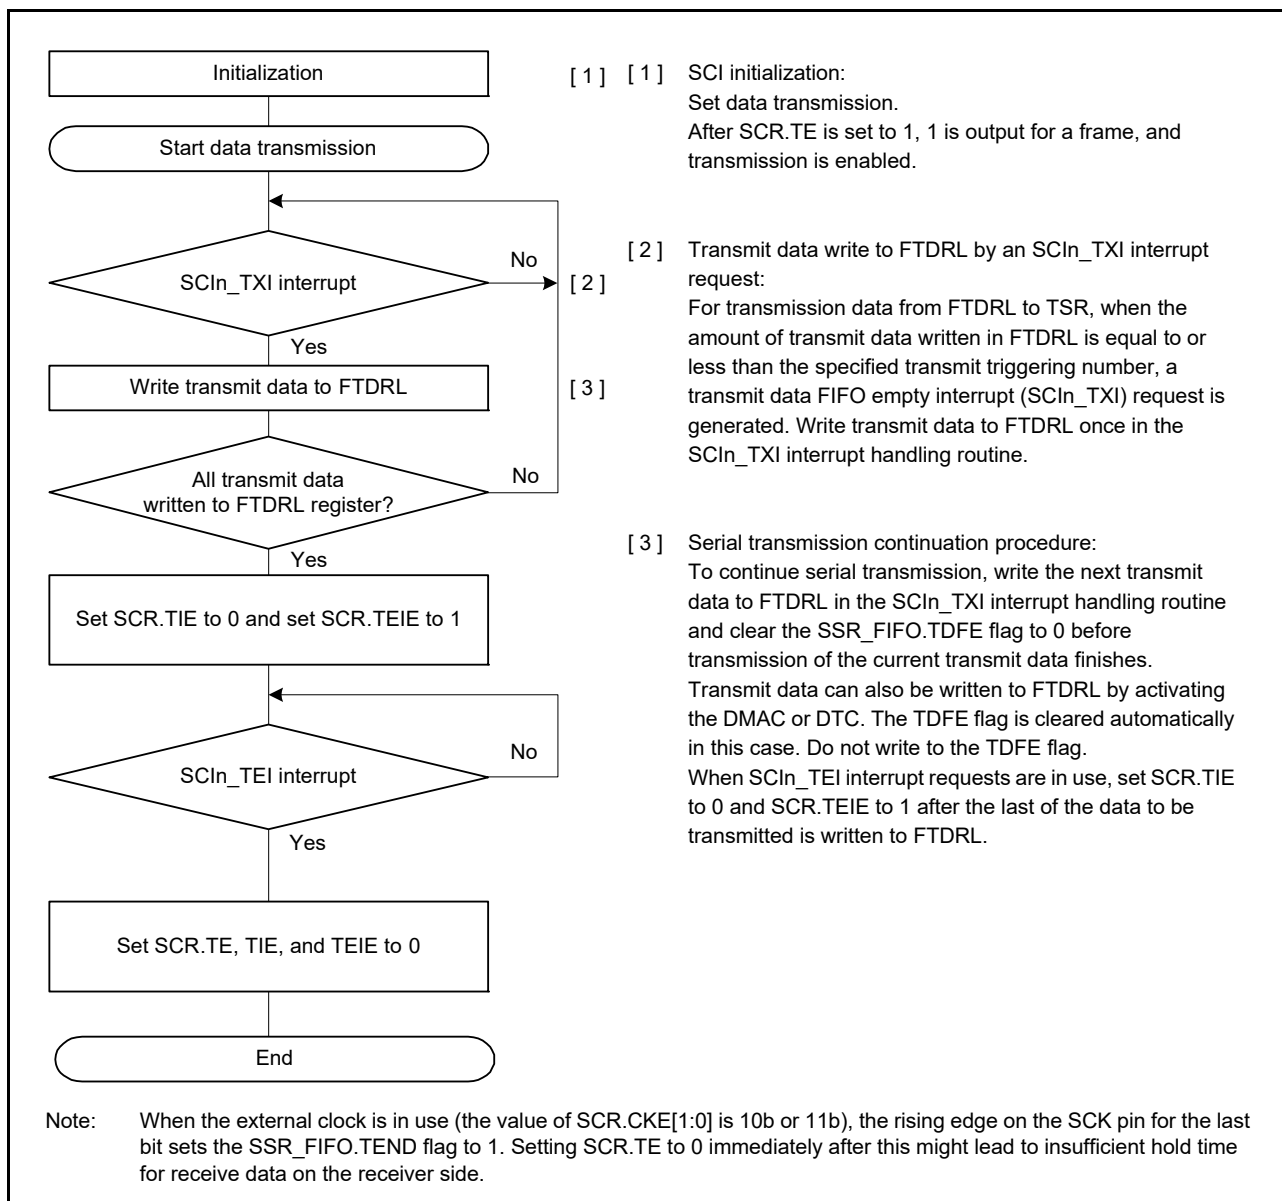 Initialization
[ 1 ]
Start data transmission
SCIn_TXI interrupt
No
[ 2 ]
Yes
Write transmit data to FTDRL
[ 3 ]
All transmit data
written to FTDRL register?
No
Yes
Set SCR.TIE to 0 and set SCR.TEIE to 1
SCIn_TEI interrupt
No
Yes
Set SCR.TE, TIE, and TEIE to 0
End
[ 1 ] SCI initialization:
Set data transmission.
After SCR.TE is set to 1, 1 is output for a frame, and
transmission is enabled.
[ 2 ] Transmit data write to FTDRL by an SCIn_TXI interrupt
request:
For transmission data from FTDRL to TSR, when the
amount of transmit data written in FTDRL is equal to or
less than the specified transmit triggering number, a
transmit data FIFO empty interrupt (SCIn_TXI) request is
generated. Write transmit data to FTDRL once in the
SCIn_TXI interrupt handling routine.
[ 3 ] Serial transmission continuation procedure:
To continue serial transmission, write the next transmit
data to FTDRL in the SCIn_TXI interrupt handling routine
and clear the SSR_FIFO.TDFE flag to 0 before
transmission of the current transmit data finishes.
Transmit data can also be written to FTDRL by activating
the DMAC or DTC. The TDFE flag is cleared automatically
in this case. Do not write to the TDFE flag.
When SCIn_TEI interrupt requests are in use, set SCR.TIE
to 0 and SCR.TEIE to 1 after the last of the data to be
transmitted is written to FTDRL.
Note: When the external clock is in use (the value of SCR.CKE[1:0] is 10b or 11b), the rising edge on the SCK pin for the last
bit sets the SSR_FIFO.TEND flag to 1. Setting SCR.TE to 0 immediately after this might lead to insufficient hold time
for receive data on the receiver side.